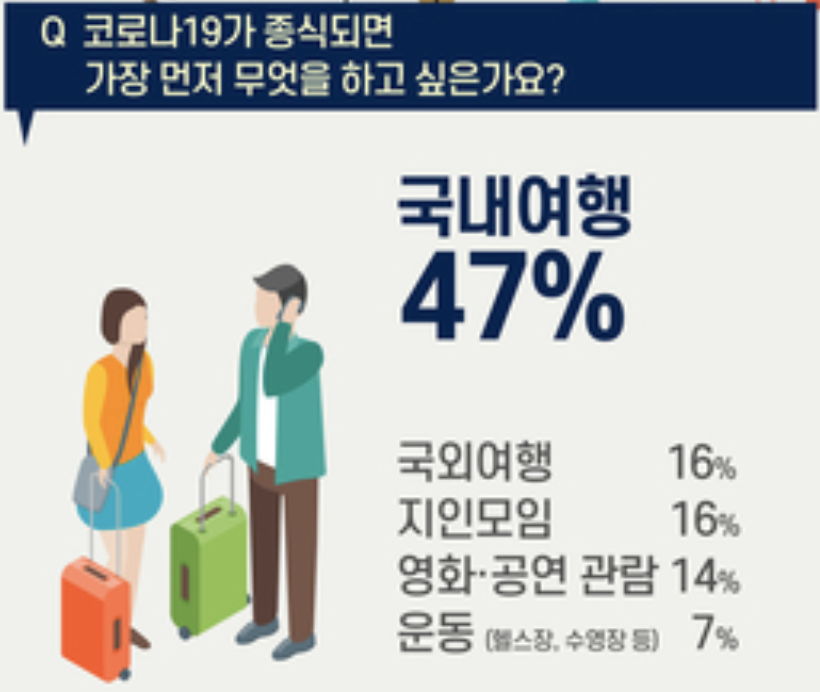 Q 코로나19가 종식되면
가장 먼저 무엇을 하고 싶은가요?
국내여행
47%
국외여행 16%
지인모임 16%
영화·공연 관람 14%
운동 (헬스장, 수영장 등) 7%